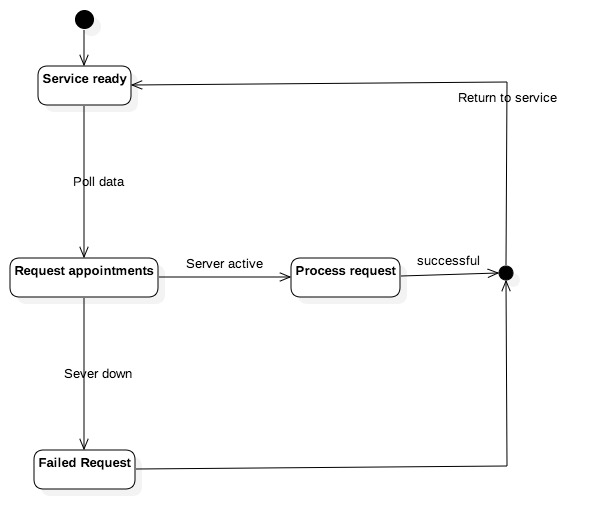 Service ready
Return to service
Poll data
Request appointments
Server active
Process request
successful
Sever down
Failed Request